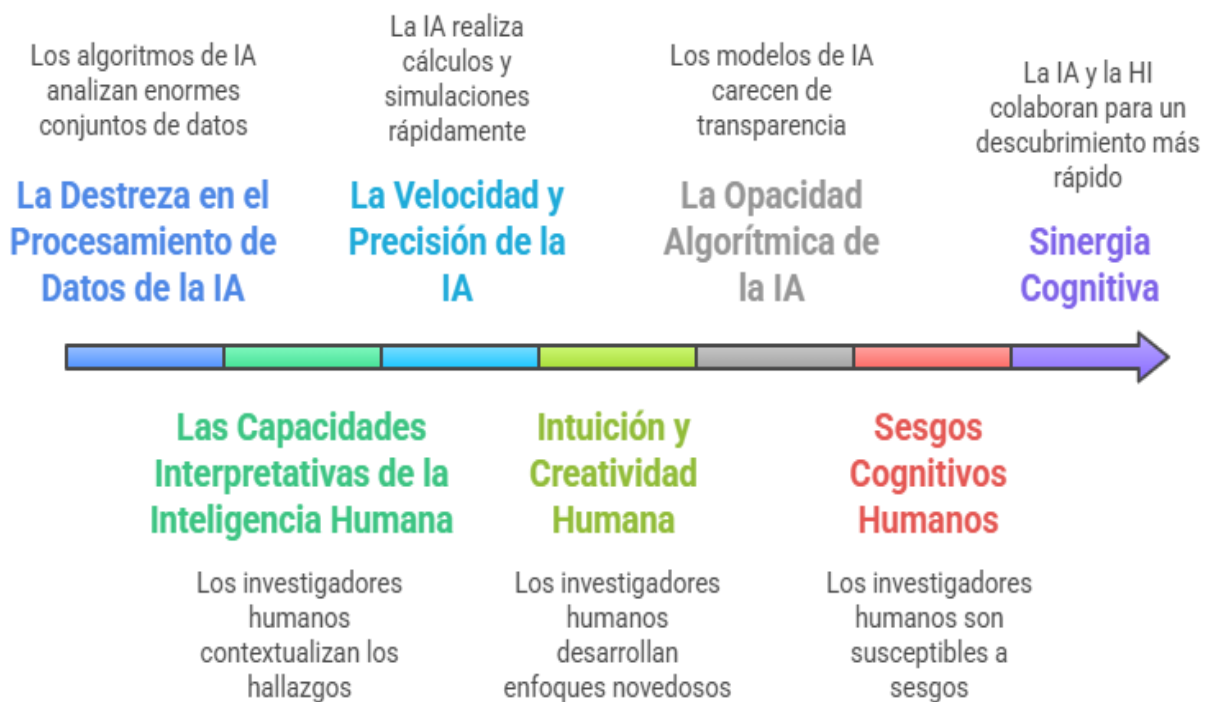 Los algoritmos de IA
analizan enormes
conjuntos de datos
La Destreza en el
Procesamiento de
Datos de la IA
La IA realiza
cálculos y
simulaciones
rápidamente
La Velocidad y
Precisión de la
IA
Los modelos de IA
carecen de
transparencia
La Opacidad
Algorítmica de
la IA
La IA y la HI
colaboran para un
descubrimiento más
rápido
Sinergia
Cognitiva
Las Capacidades
Interpretativas de la
Inteligencia Humana
Los investigadores
humanos
contextualizan los
hallazgos
Intuición y
Creatividad
Humana
Los investigadores
humanos
desarrollan
enfoques novedosos
Sesgos
Cognitivos
Humanos
Los investigadores
humanos son
susceptibles a
sesgos